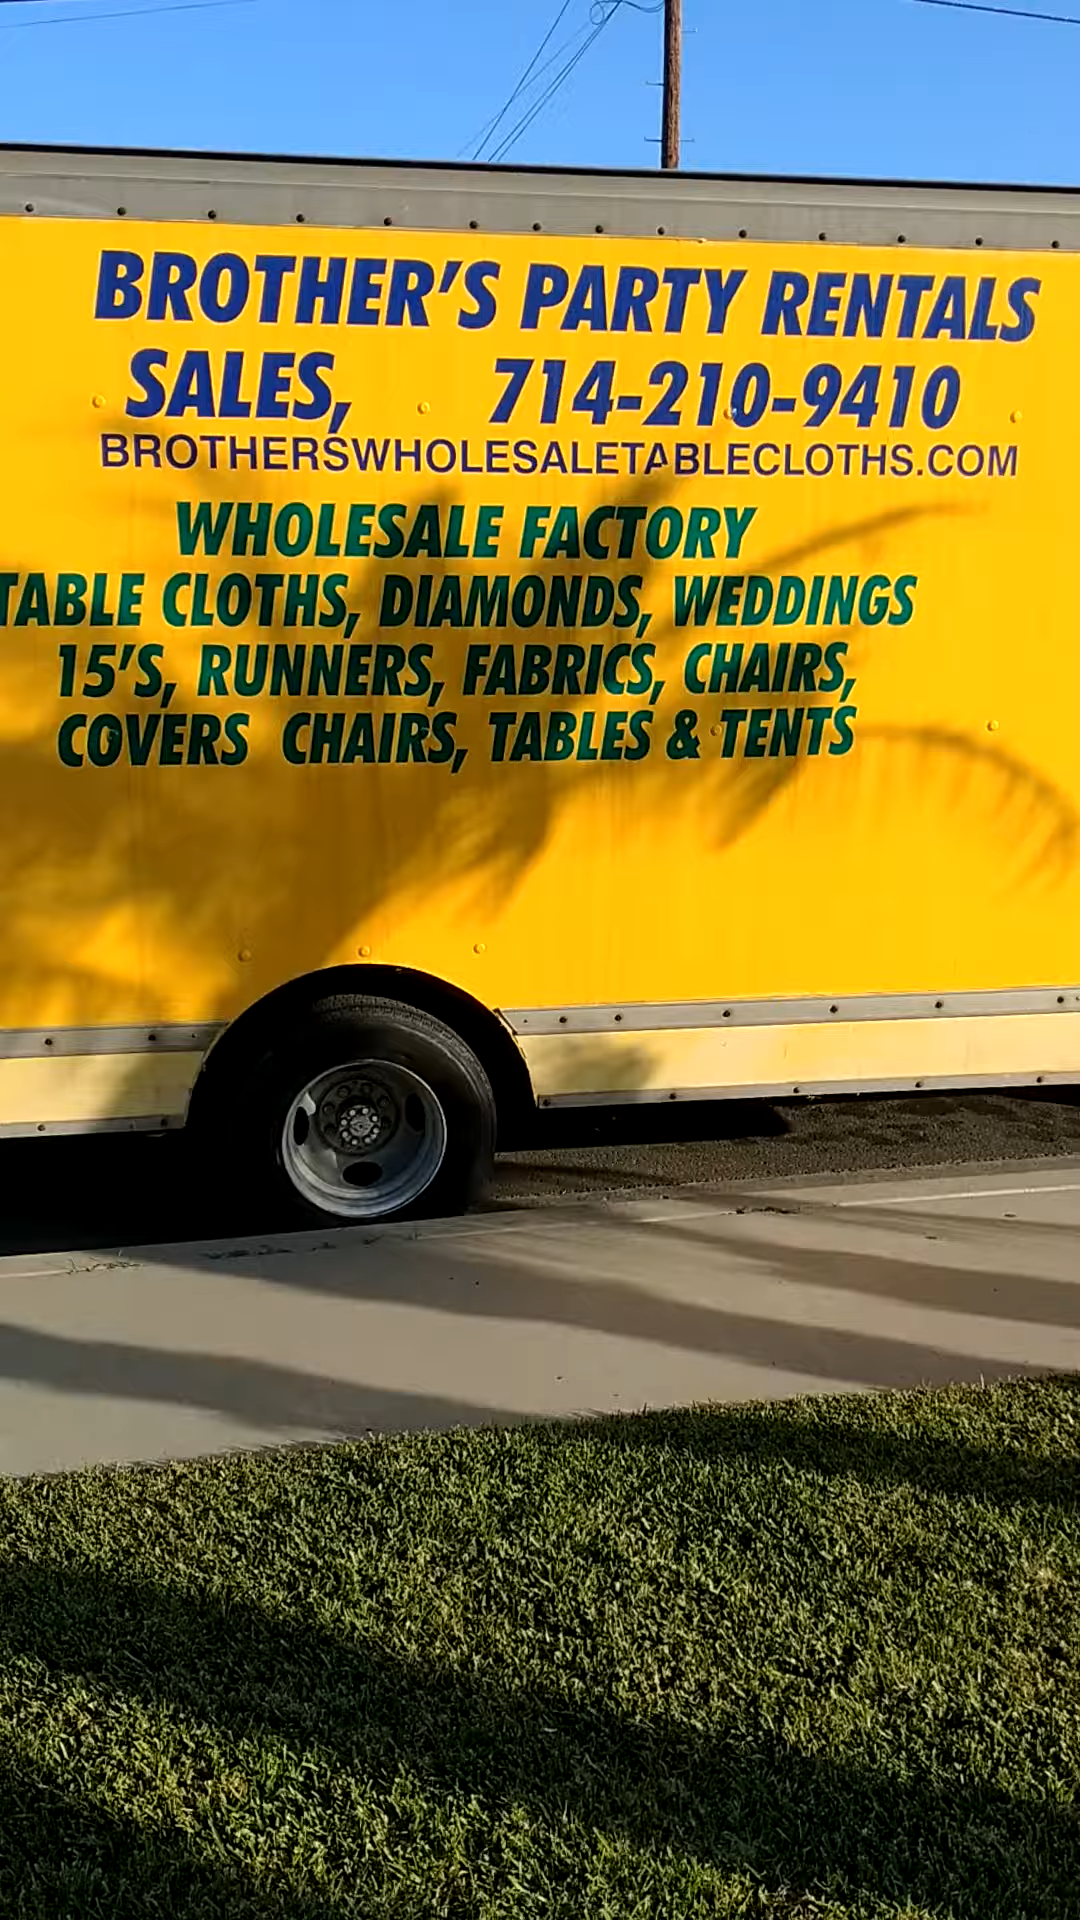 BROTHER'S PARTY RENTALS
SALES, 714-210-9410
BROTHERSWHOLESALETABLECLOTHS.COM
WHOLESALE FACTORY
TABLE CLOTHS, DIAMONDS, WEDDINGS
15'S, RUNNERS, FABRICS, CHAIRS,
COVERS CHAIRS, TABLES & TENTS